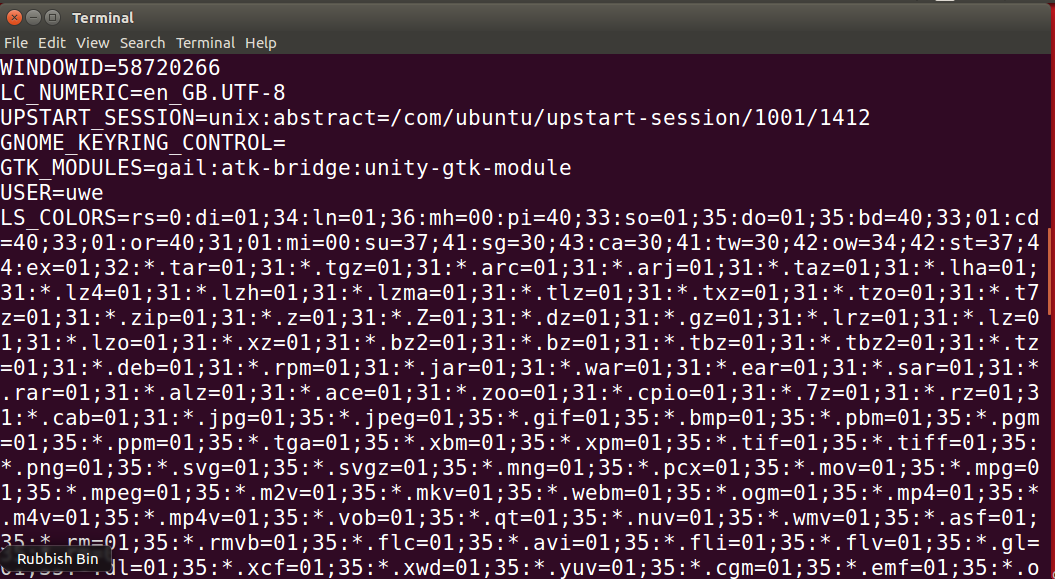 Terminal
File Edit View Search Terminal Help
WINDOWID=58720266
LC_NUMERIC=en_GB.UTF-8
UPSTART_SESSION=unix:abstract=/com/ubuntu/upstart-session/1001/1412
GNOME_KEYRING_CONTROL=
GTK_MODULES=gail:atk-bridge:unity-gtk-module
USER=uwe
LS_COLORS=rs=0:di=01;34:ln=01;36:mh=00:pi=40;33:so=01;35:do=01;35:bd=40;33;01:cd
=40;33;01:or=40;31;01:mi=00:su=37;41:sg=30;43:ca=30;41:tw=30;42:ow=34;42:st=37;4
4:ex=01;32:*.tar=01;31:*.tgz=01;31:*.arc=01;31:*.arj=01;31:*.taz=01;31:*.lha=01;
31:*.lz4=01;31:*.lzh=01;31:*.lzma=01;31:*.tlz=01;31:*.txz=01;31:*.tzo=01;31:*.t7
z=01;31:*.zip=01;31:*.z=01;31:*.Z=01;31:*.dz=01;31:*.gz=01;31:*.lrz=01;31:*.lz=0
1;31:*.lzo=01;31:*.xz=01;31:*.bz2=01;31:*.bz=01;31:*.tbz=01;31:*.tbz2=01;31:*.tz
=01;31:*.deb=01;31:*.rpm=01;31:*.jar=01;31:*.war=01;31:*.ear=01;31:*.sar=01;31:*
.rar=01;31:*.alz=01;31:*.ace=01;31:*.zoo=01;31:*.cpio=01;31:*.7z=01;31:*.rz=01;3
1:*.cab=01;31:*.jpg=01;35:*.jpeg=01;35:*.gif=01;35:*.bmp=01;35:*.pbm=01;35:*.pgm
=01;35:*.ppm=01;35:*.tga=01;35:*.xbm=01;35:*.xpm=01;35:*.tif=01;35:*.tiff=01;35:
*.png=01;35:*.svg=01;35:*.svgz=01;35:*.mng=01;35:*.pcx=01;35:*.mov=01;35:*.mpg=0
1;35:*.mpeg=01;35:*.m2v=01;35:*.mkv=01;35:*.webm=01;35:*.ogm=01;35:*.mp4=01;35:*
.m4v=01;35:*.mp4v=01;35:*.vob=01;35:*.qt=01;35:*.nuv=01;35:*.wmv=01;35:*.asf=01;
35:*.rm=01;35:*.rmvb=01;35:*.flc=01;35:*.avi=01;35:*.fli=01;35:*.flv=01;35:*.gl=
Rubbish Bin
01;35:*.dl=01;35:*.xcf=01;35:*.xwd=01;35:*.yuv=01;35:*.cgm=01;35:*.emf=01;35:*.o